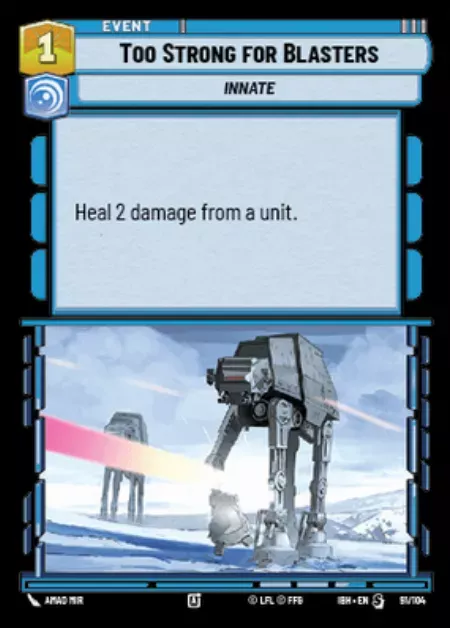 EVENT
1
TOO STRONG FOR BLASTERS
INNATE
Heal 2 damage from a unit.
AMAD MIR
A
© LFL © FFG
IBH • EN
91/104